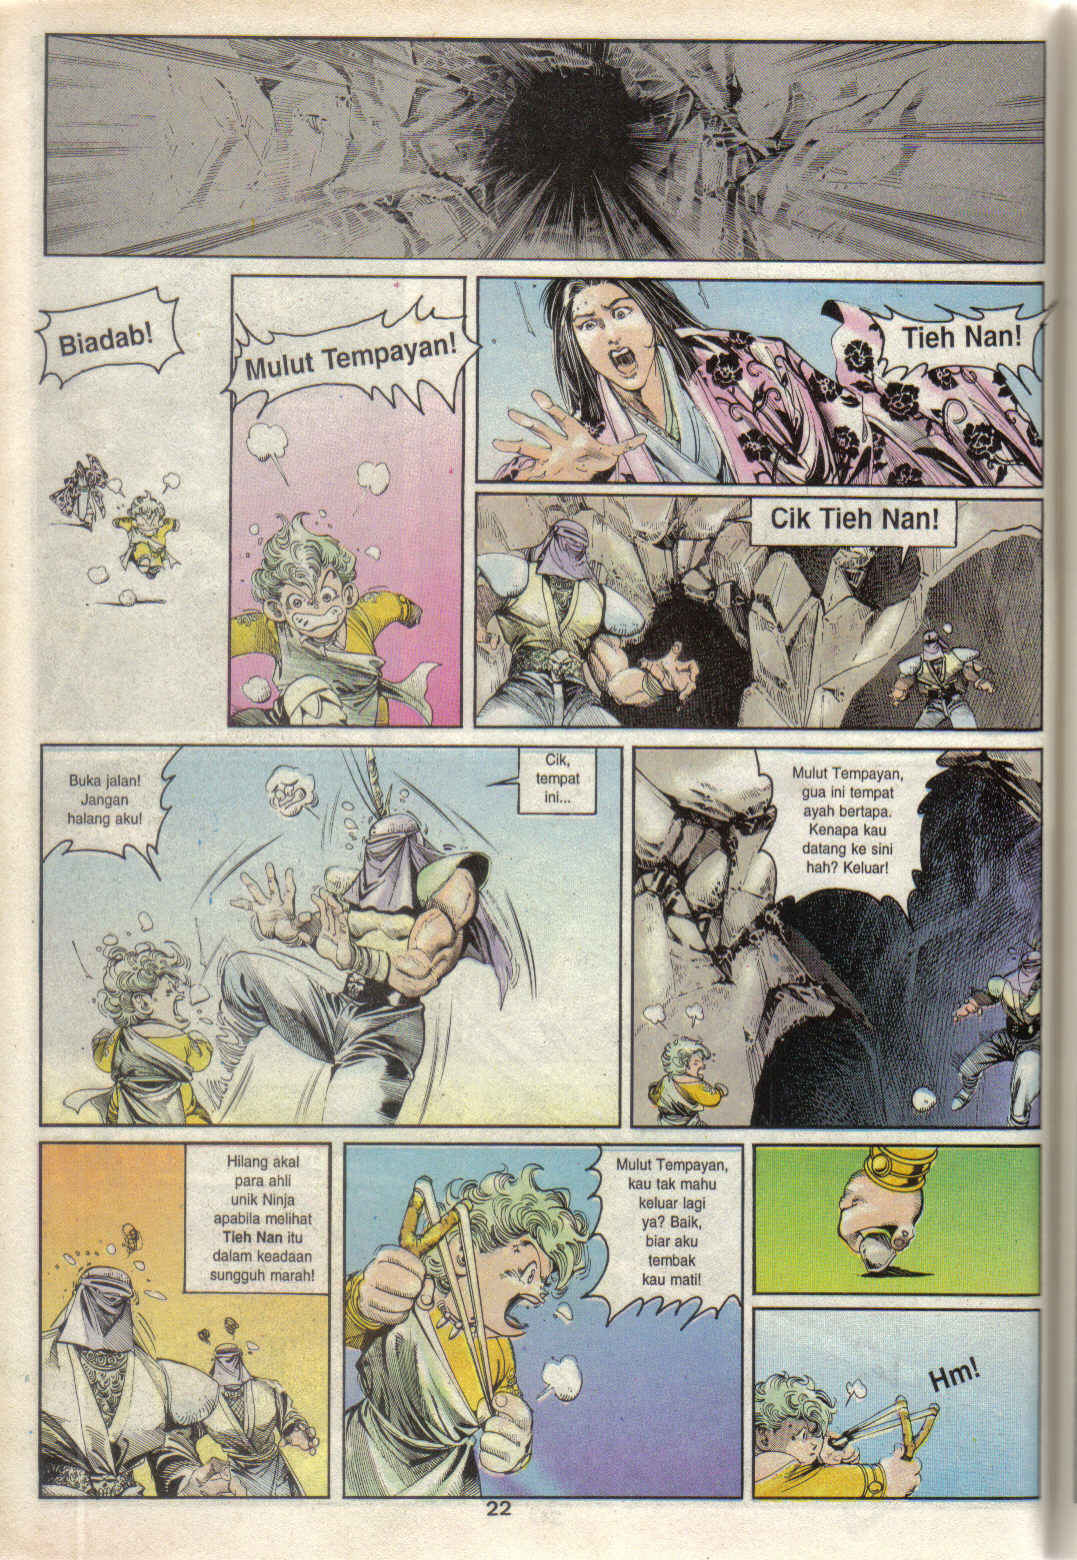 Biadab!
Mulut Tempayan!
Tieh Nan!
Cik Tieh Nan!
Buka jalan!
Jangan
halang aku!
Cik,
tempat
ini...
Mulut Tempayan,
gua ini tempat
ayah bertapa.
Kenapa kau
datang ke sini
hah? Keluar!
Hilang akal
para ahli
unik Ninja
apabila melihat
Tieh Nan itu
dalam keadaan
sungguh marah!
Mulut Tempayan,
kau tak mahu
keluar lagi
ya? Baik,
biar aku
tembak
kau mati!
Hm!
22